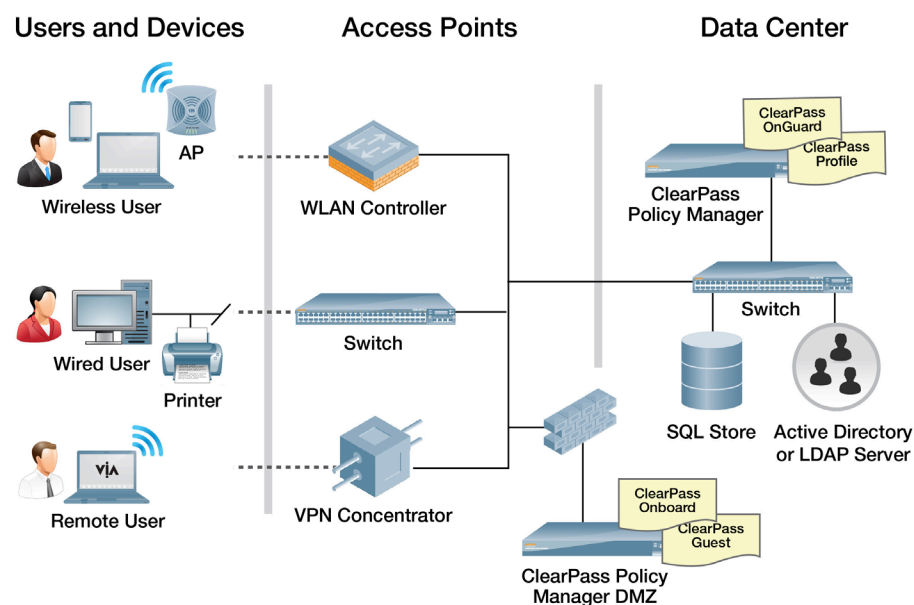 Users and Devices
Access Points
Data Center
AP
Wireless User
WLAN Controller
ClearPass
OnGuard
ClearPass
Profile
ClearPass
Policy Manager
Switch
Wired User
Printer
Switch
SQL Store
Active Directory
or LDAP Server
VIA
Remote User
VPN Concentrator
ClearPass
Onboard
ClearPass
Guest
ClearPass Policy
Manager DMZ